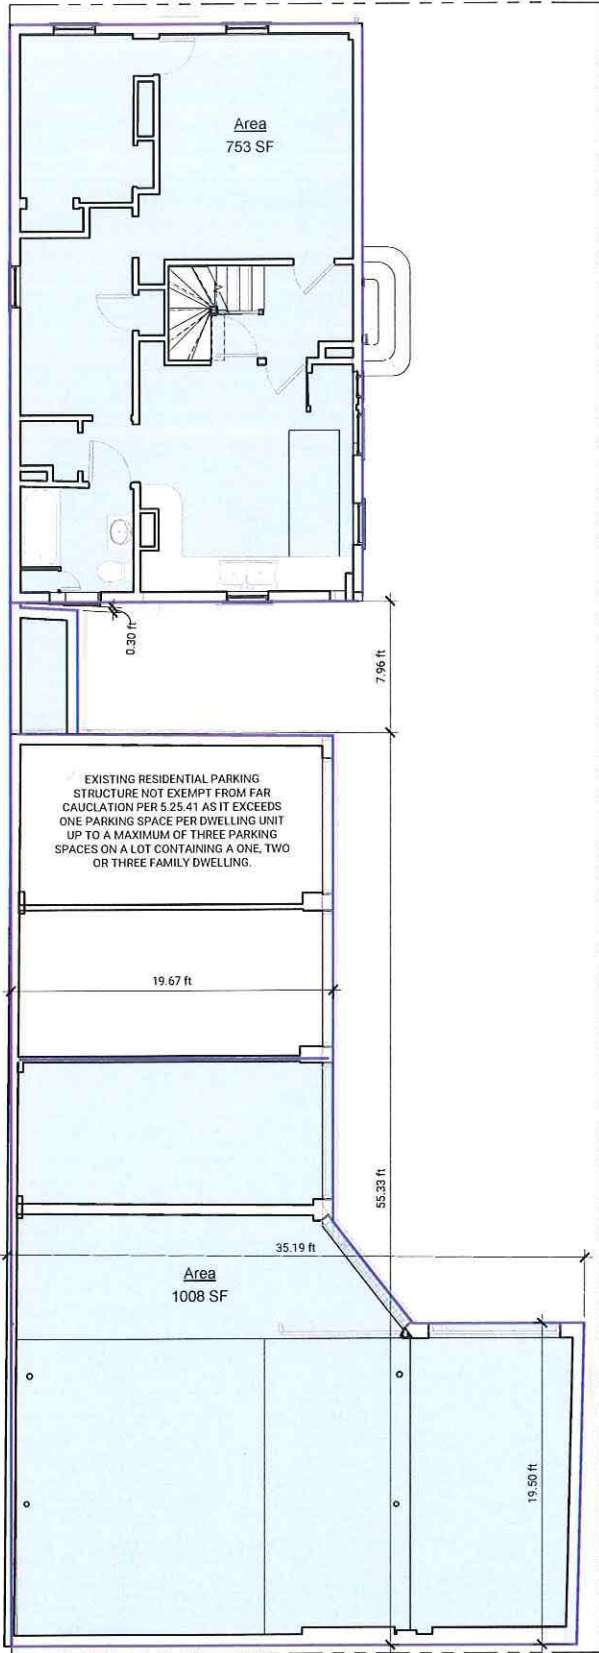 Area
753 SF
0.30 ft
7.96 ft
EXISTING RESIDENTIAL PARKING
STRUCTURE NOT EXEMPT FROM FAR
CAUCLATION PER 5.25.41 AS IT EXCEEDS
ONE PARKING SPACE PER DWELLING UNIT
UP TO A MAXIMUM OF THREE PARKING
SPACES ON A LOT CONTAINING A ONE, TWO
OR THREE FAMILY DWELLING.
19.67 ft
55.33 ft
35.19 ft
Area
1008 SF
19.50 ft